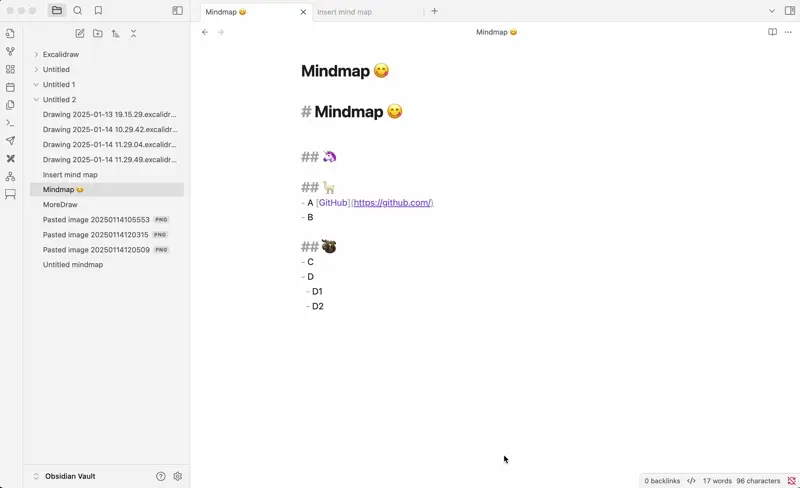 Mindmap 😋
Insert mind map
Mindmap 😋
Excalidraw
Untitled
Untitled 1
Untitled 2
Drawing 2025-01-13 19.15.29.excalidr...
Drawing 2025-01-14 10.29.42.excalidr...
Drawing 2025-01-14 11.29.04.excalidr...
Drawing 2025-01-14 11.29.49.excalidr...
Insert mind map
Mindmap 😋
MoreDraw
Pasted image 20250114105553 PNG
Pasted image 20250114120315 PNG
Pasted image 20250114120509 PNG
Untitled mindmap
Obsidian Vault
Mindmap 😋
# Mindmap 😋
## 🦄
## 🦙
- A [GitHub](https://github.com/)
- B
## 🦥
- C
- D
- D1
- D2
0 backlinks </> 17 words 96 characters